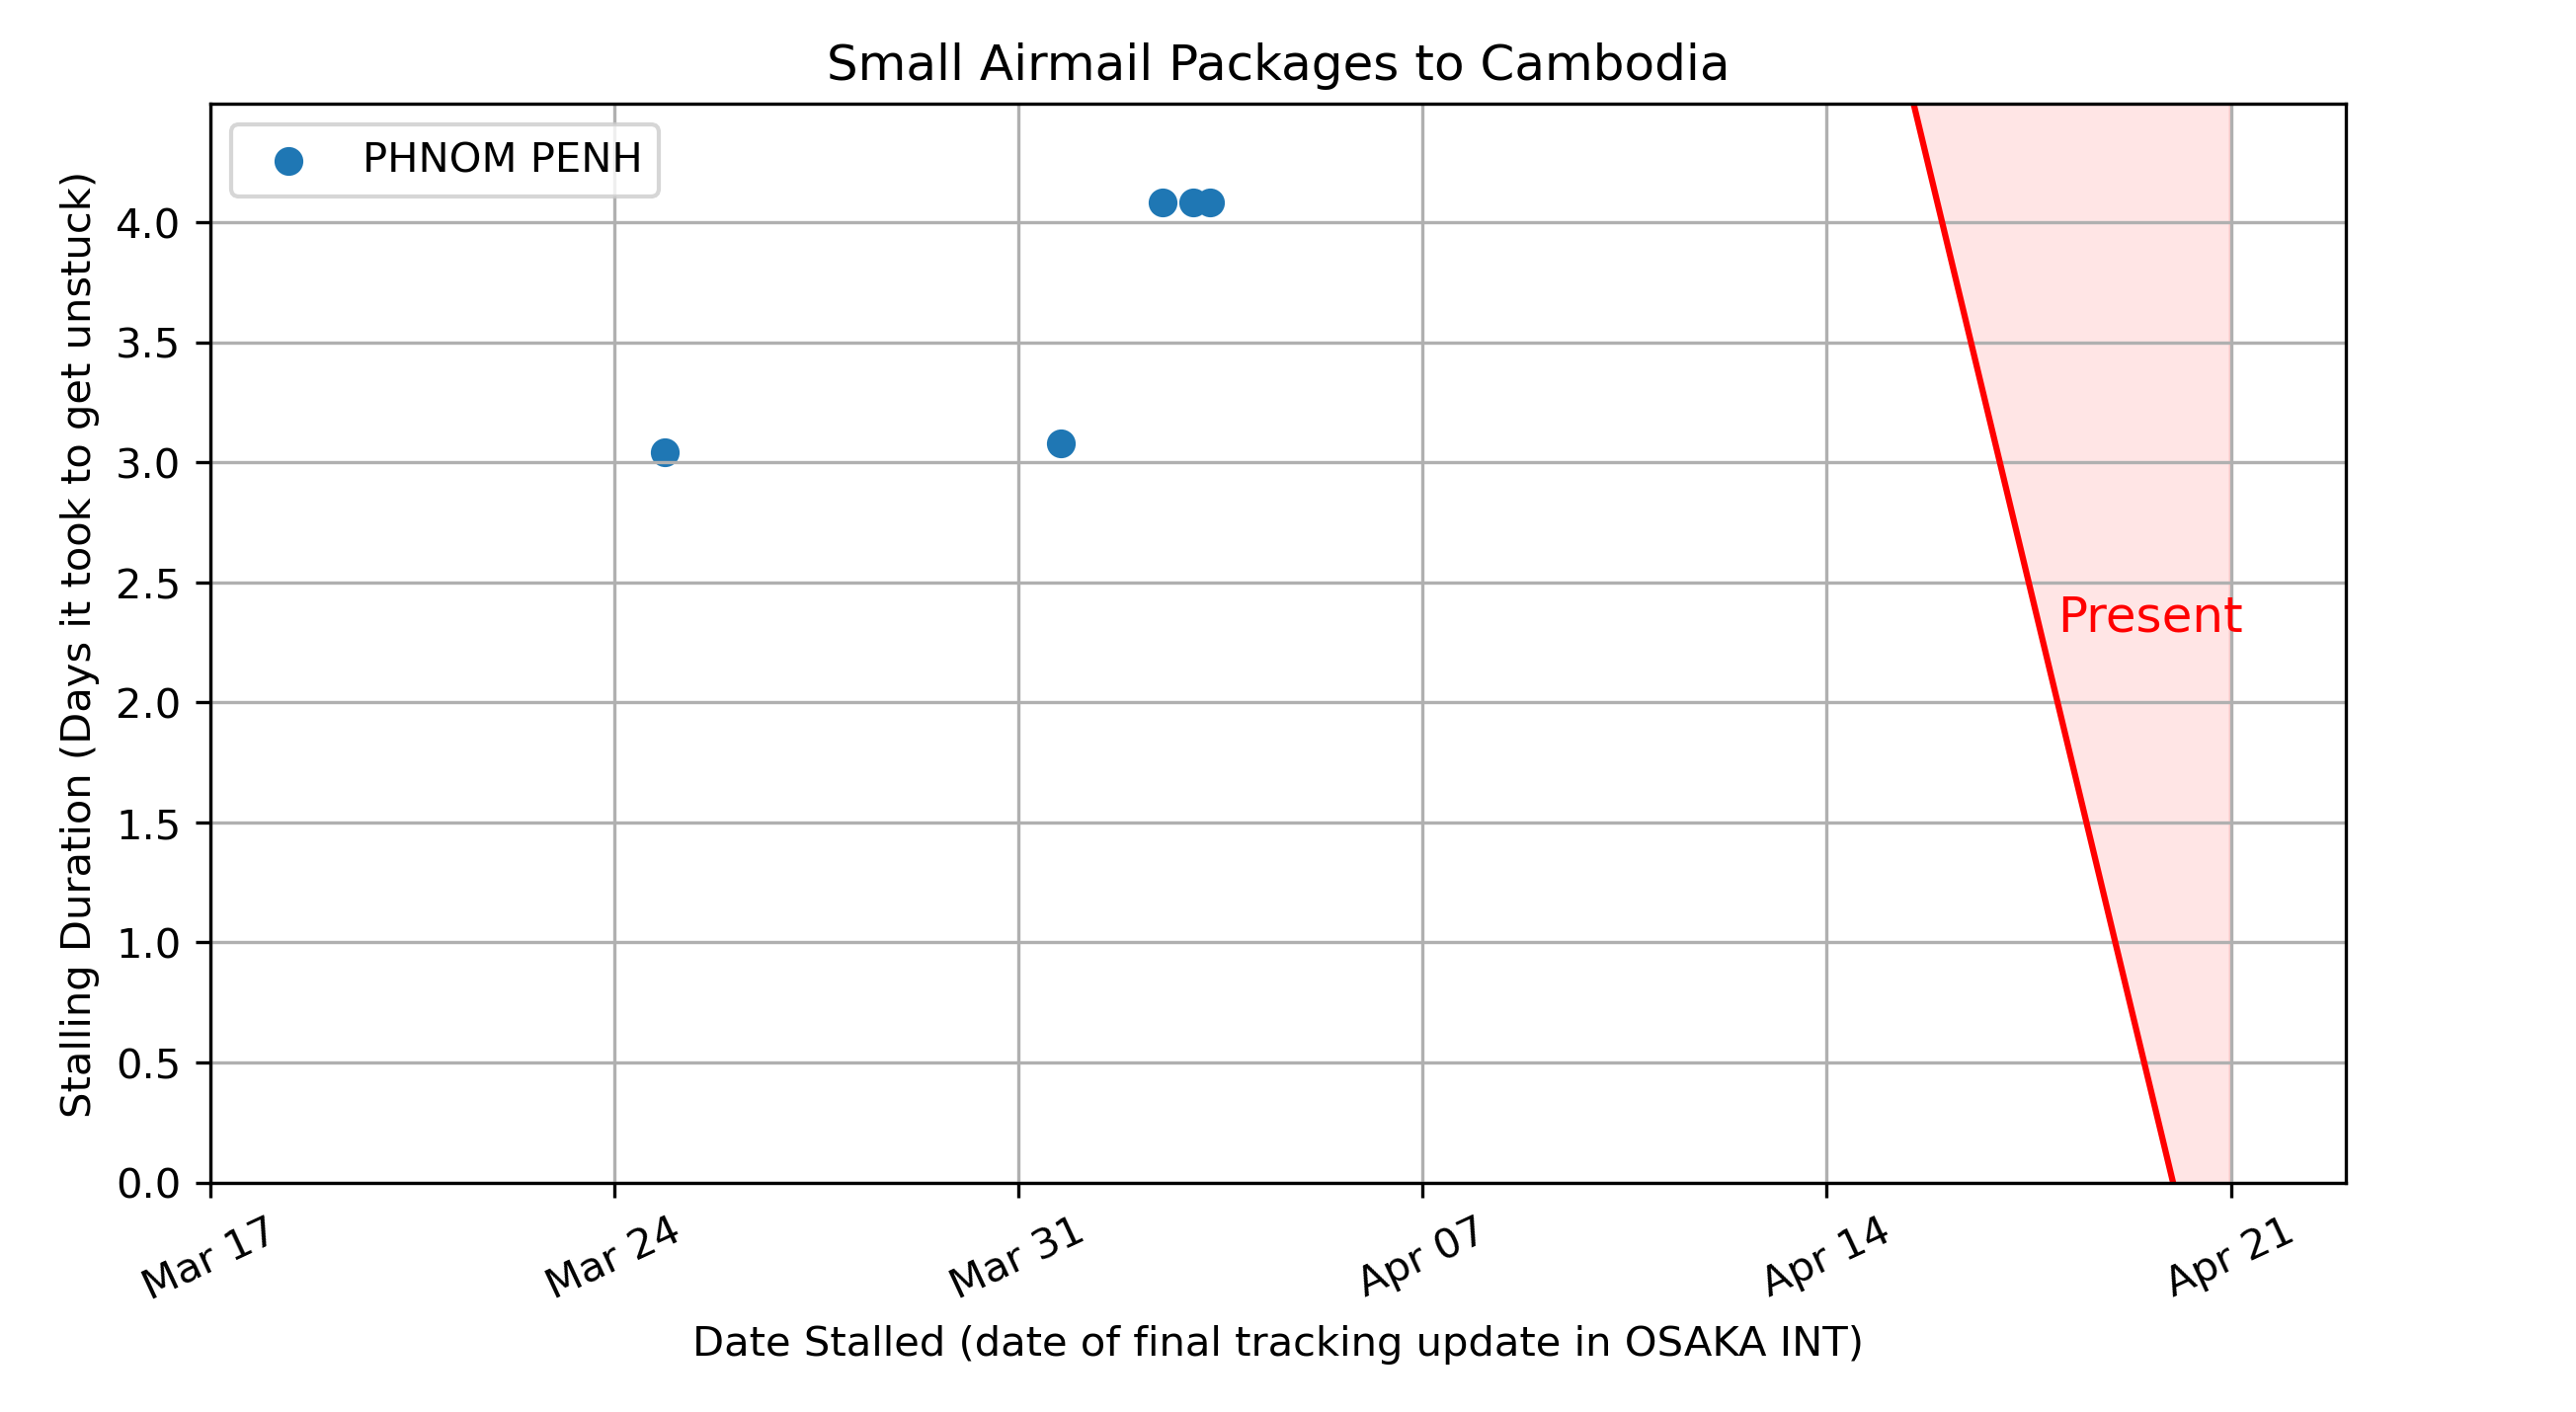 Small Airmail Packages to Cambodia
PHNOM PENH
Stalling Duration (Days it took to get unstuck)
4.0
3.5
3.0
2.5
2.0
1.5
1.0
0.5
0.0
Present
Mar 17
Mar 24
Mar 31
Apr 07
Apr 14
Apr 21
Date Stalled (date of final tracking update in OSAKA INT)